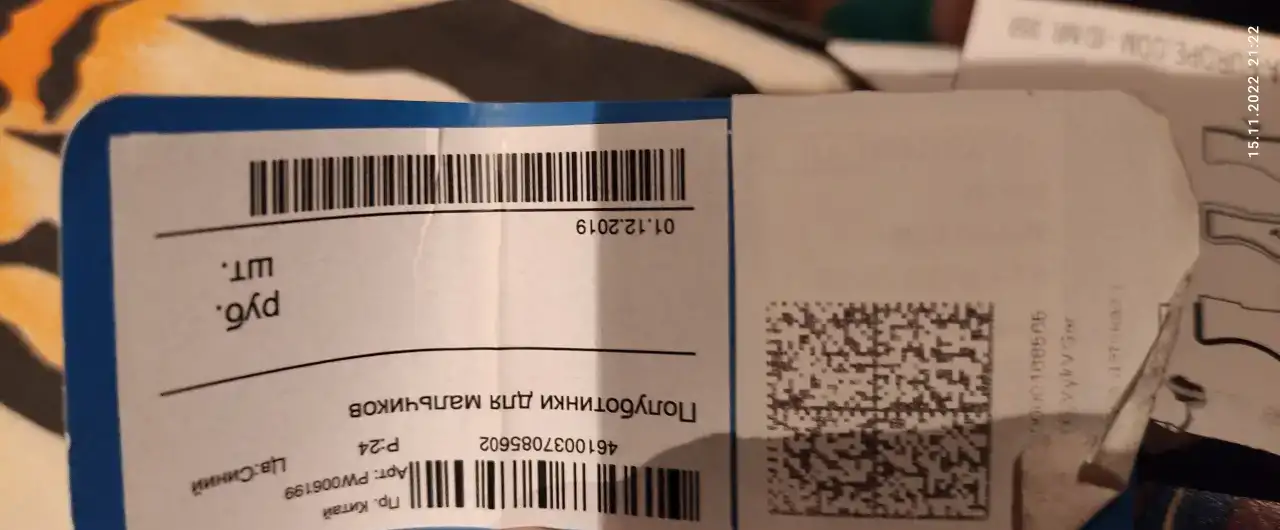 Пр. Китай
Арт: PW006199
Цв:Синий
4610037085602
Р:24
Полуботинки для мальчиков
руб.
шт.
01.12.2019
15.11.2022 21:22